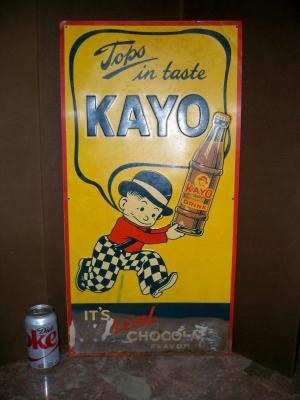 Tops
in taste
KAYO
KAYO
DRINK
IT'S real
CHOCOLATE
FLAVOR
Diet
Coke